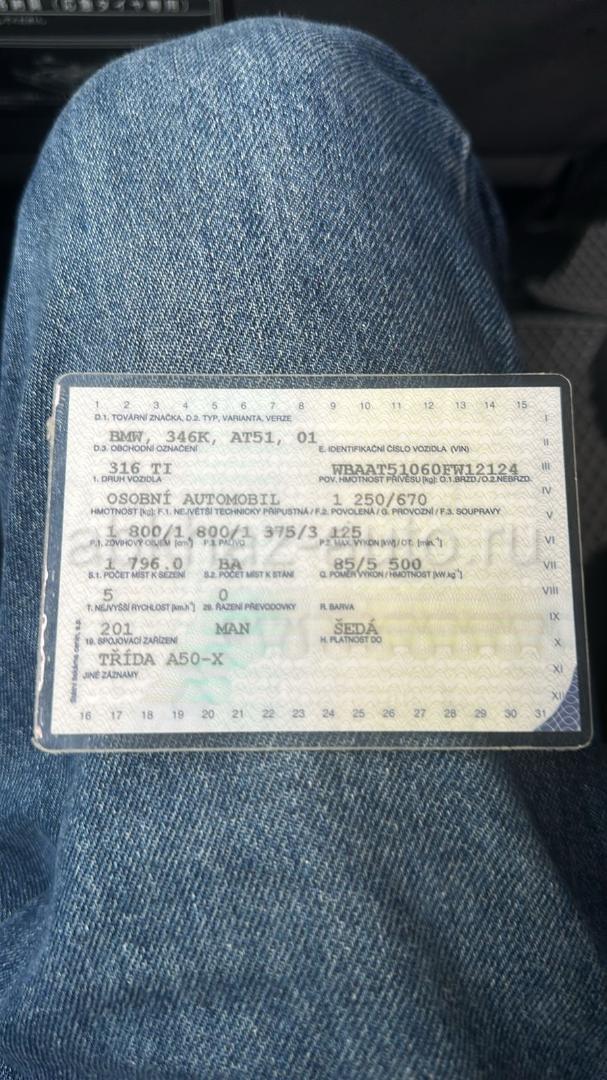 1 2 3 4 5 6 7 8 9 10 11 12 13 14 15
D.1. TOVÁRNÍ ZNAČKA, D.2. TYP, VARIANTA, VERZE
I
BMW, 346K, AT51, 01
II
D.3. OBCHODNÍ OZNAČENÍ E. IDENTIFIKAČNÍ ČÍSLO VOZIDLA (VIN)
316 TI WBAAT51060FW12124
III
1. DRUH VOZIDLA POV. HMOTNOST PŘÍVĚSU [kg]: O.1.BRZD./O.2.NEBRZD.
IV
OSOBNÍ AUTOMOBIL 1 250/670
HMOTNOST [kg]: F.1. NEJVĚTŠÍ TECHNICKY PŘÍPUSTNÁ / F.2. POVOLENÁ / G. PROVOZNÍ / F.3. SOUPRAVY
V
1 800/1 800/1 375/3 125
P.1. ZDVIHOVÝ OBJEM [cm³] P.3. PALIVO P.2. MAX. VÝKON [kW] / OT. [min.⁻¹]
VI
1 796.0 BA 85/5 500
VII
S.1. POČET MÍST K SEZENÍ S.2. POČET MÍST K STÁNÍ Q. POMĚR VÝKON / HMOTNOST [kW.kg⁻¹]
5 0
VIII
T. NEJVYŠŠÍ RYCHLOST [km.h⁻¹] 28. ŘAZENÍ PŘEVODOVKY R. BARVA
IX
201 MAN ŠEDÁ
19. SPOJOVACÍ ZAŘÍZENÍ H. PLATNOST DO
X
TŘÍDA A50-X
XI
JINÉ ZÁZNAMY
XII
16 17 18 19 20 21 22 23 24 25 26 27 28 29 30 31